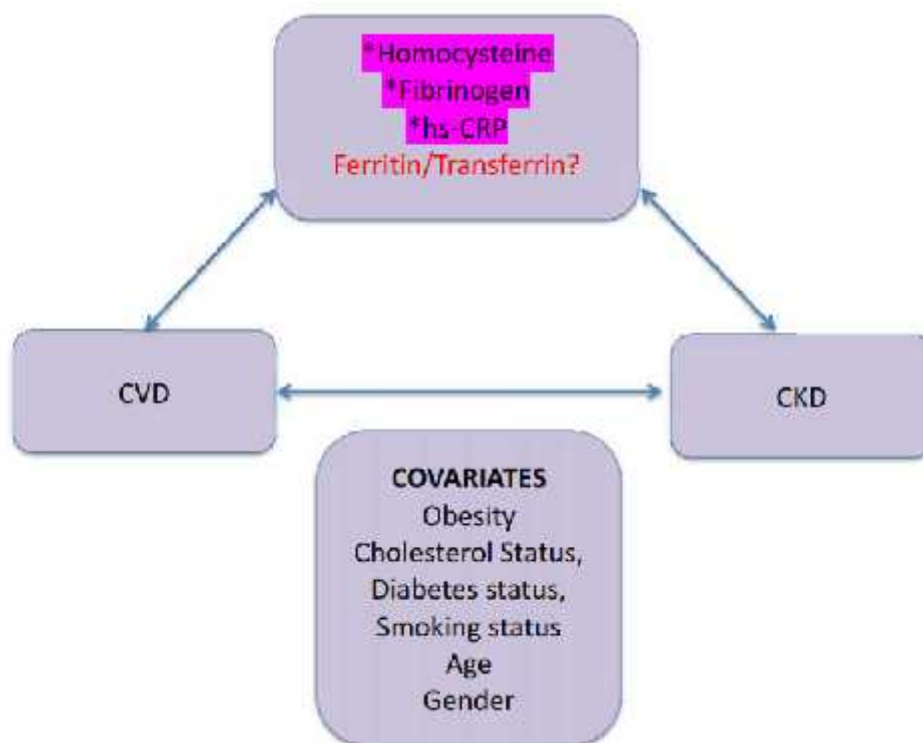 *Homocysteine
*Fibrinogen
*hs-CRP
Ferritin/Transferrin?
CVD
CKD
COVARIATES
Obesity
Cholesterol Status,
Diabetes status,
Smoking status
Age
Gender